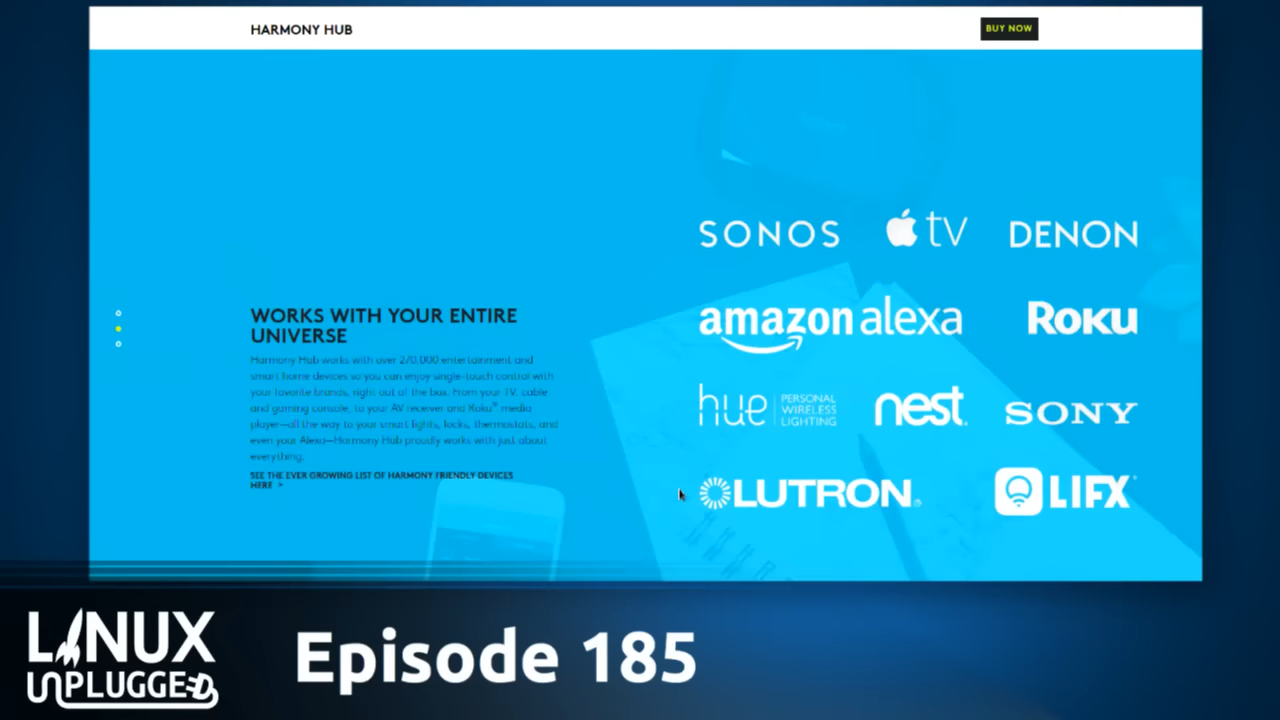 HARMONY HUB
BUY NOW
WORKS WITH YOUR ENTIRE
UNIVERSE
Harmony Hub works with over 270,000 entertainment and
smart home devices so you can enjoy single-touch control with
your favorite brands, right out of the box. From your TV, cable
and gaming console, to your AV receiver and Roku® media
player—all the way to your smart lights, locks, thermostats, and
even your Alexa—Harmony Hub proudly works with just about
everything.
SEE THE EVER GROWING LIST OF HARMONY FRIENDLY DEVICES
HERE >
SONOS tv DENON
amazon alexa ROKU
hue PERSONAL WIRELESS LIGHTING nest. SONY
LUTRON LIFX
LINUX
UNPLUGGED
Episode 185